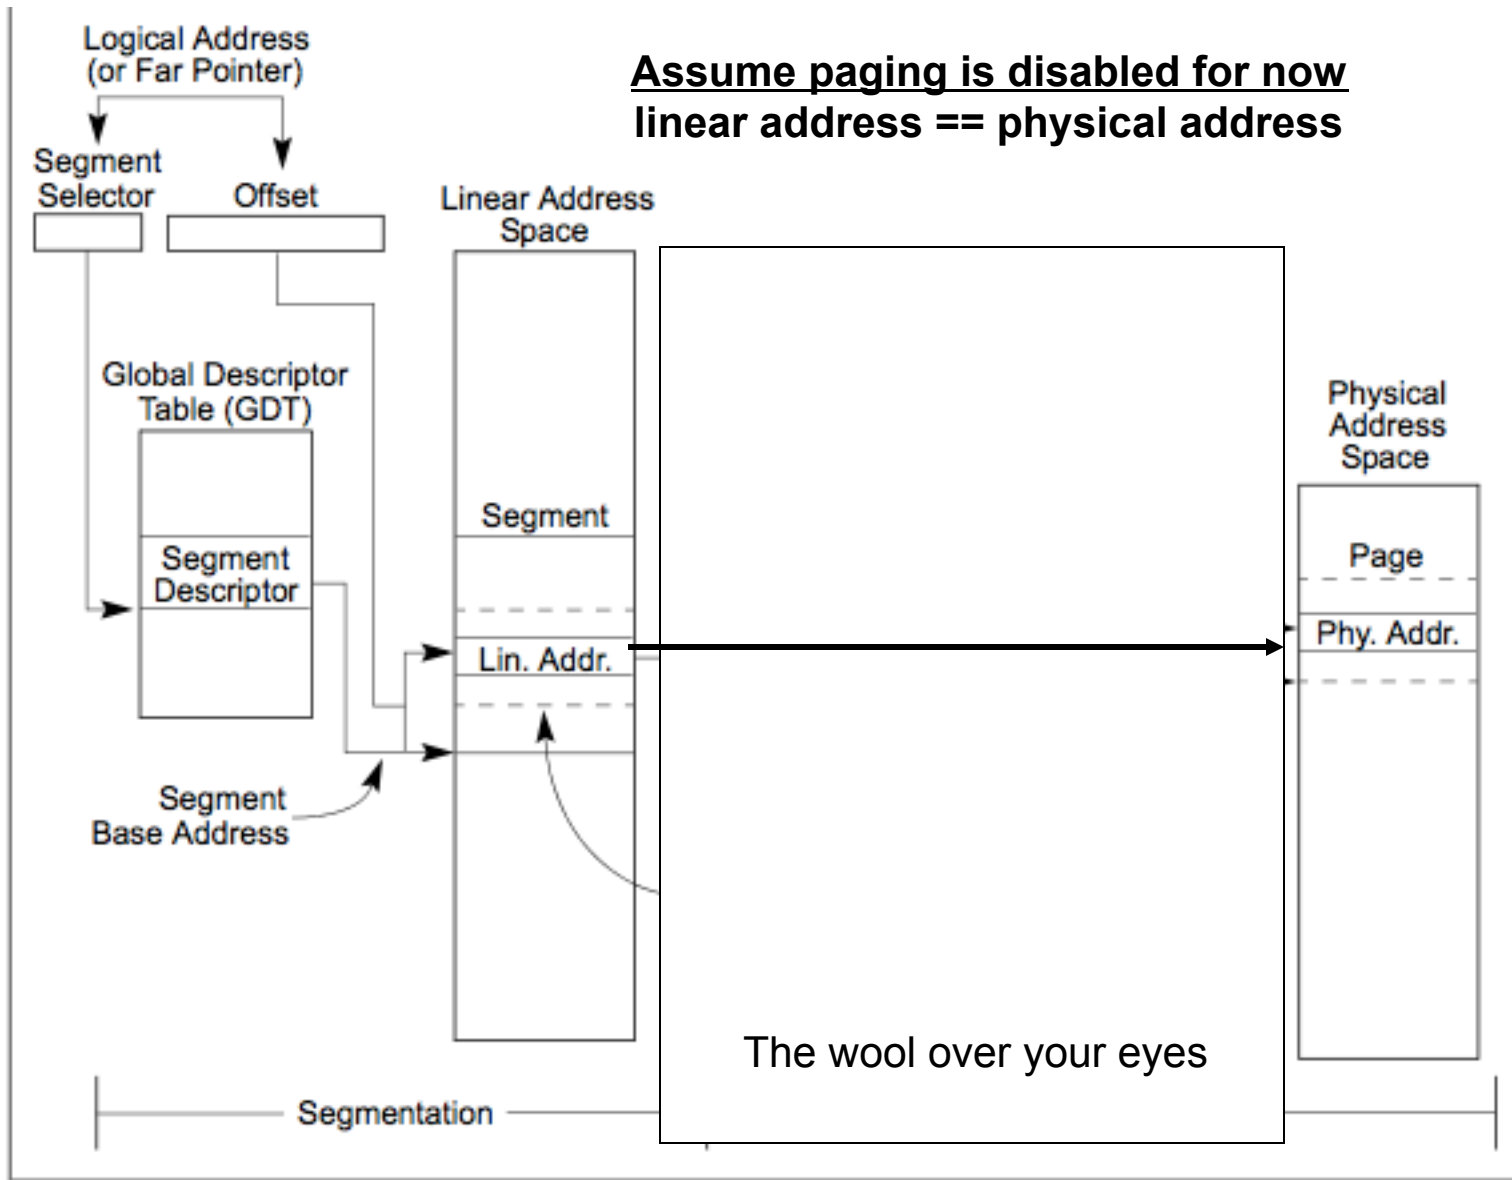 Logical Address
(or Far Pointer)
Assume paging is disabled for now
linear address == physical address
Segment
Selector
Offset
Linear Address
Space
Global Descriptor
Table (GDT)
Physical
Address
Space
Segment
Page
Segment
Descriptor
Lin. Addr.
Phy. Addr.
Segment
Base Address
The wool over your eyes
Segmentation